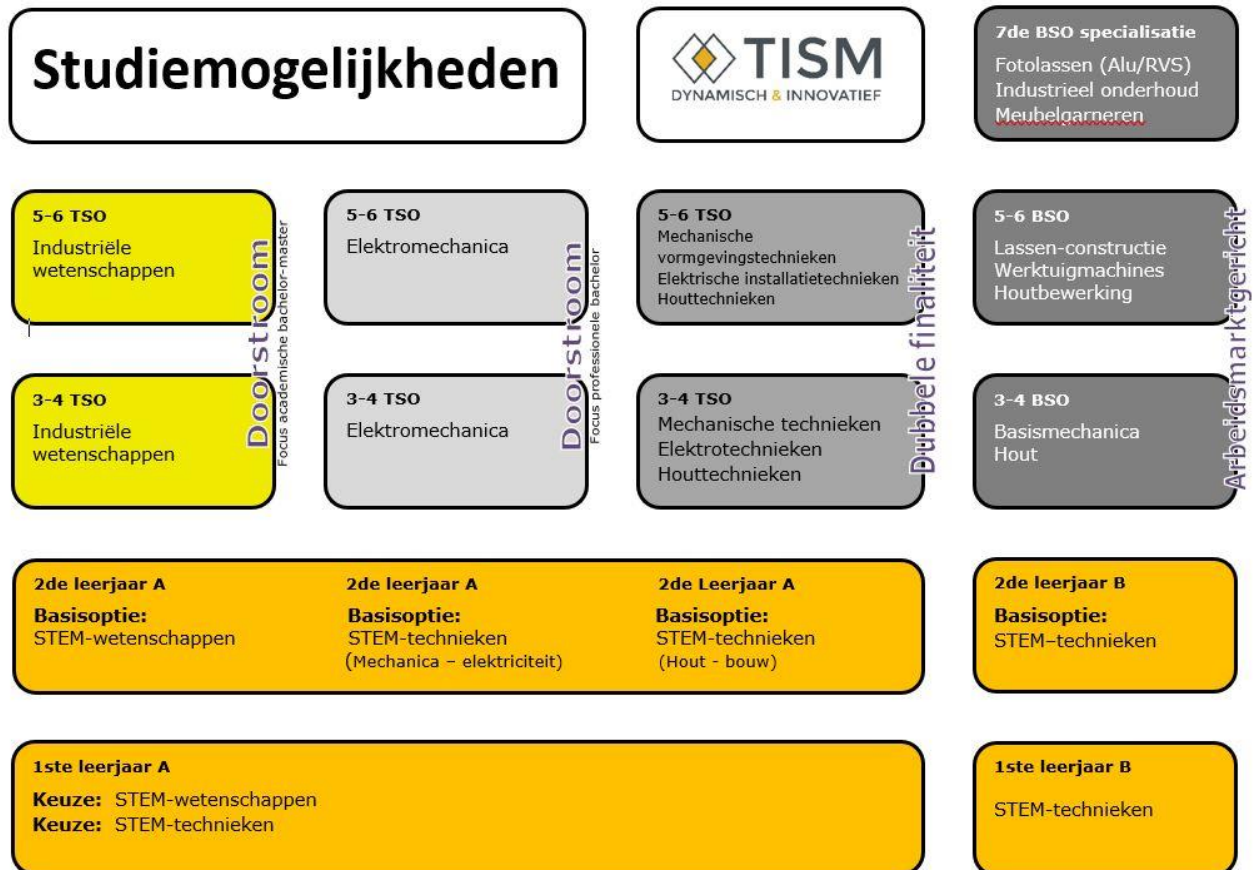 Studiemogelijkheden
TISM
DYNAMISCH & INNOVATIEF
7de BSO specialisatie
Fotolassen (Alu/RVS)
Industrieel onderhoud
Meubelgarneren
5-6 TSO
Industriële
wetenschappen
5-6 TSO
Elektromechanica
5-6 TSO
Mechanische
vormgevingstechnieken
Elektrische installatietechnieken
Houttechnieken
5-6 BSO
Lassen-constructie
Werktuigmachines
Houtbewerking
Doorstroom
Focus academische bachelor-master
Doorstroom
Focus professionele bachelor
Dubbele finaliteit
Arbeidsmarktgericht
3-4 TSO
Industriële
wetenschappen
3-4 TSO
Elektromechanica
3-4 TSO
Mechanische technieken
Elektrotechnieken
Houttechnieken
3-4 BSO
Basismechanica
Hout
2de leerjaar A
Basisoptie:
STEM-wetenschappen
2de leerjaar A
Basisoptie:
STEM-technieken
(Mechanica – elektriciteit)
2de Leerjaar A
Basisoptie:
STEM-technieken
(Hout - bouw)
2de leerjaar B
Basisoptie:
STEM–technieken
1ste leerjaar A
Keuze: STEM-wetenschappen
Keuze: STEM-technieken
1ste leerjaar B
STEM-technieken